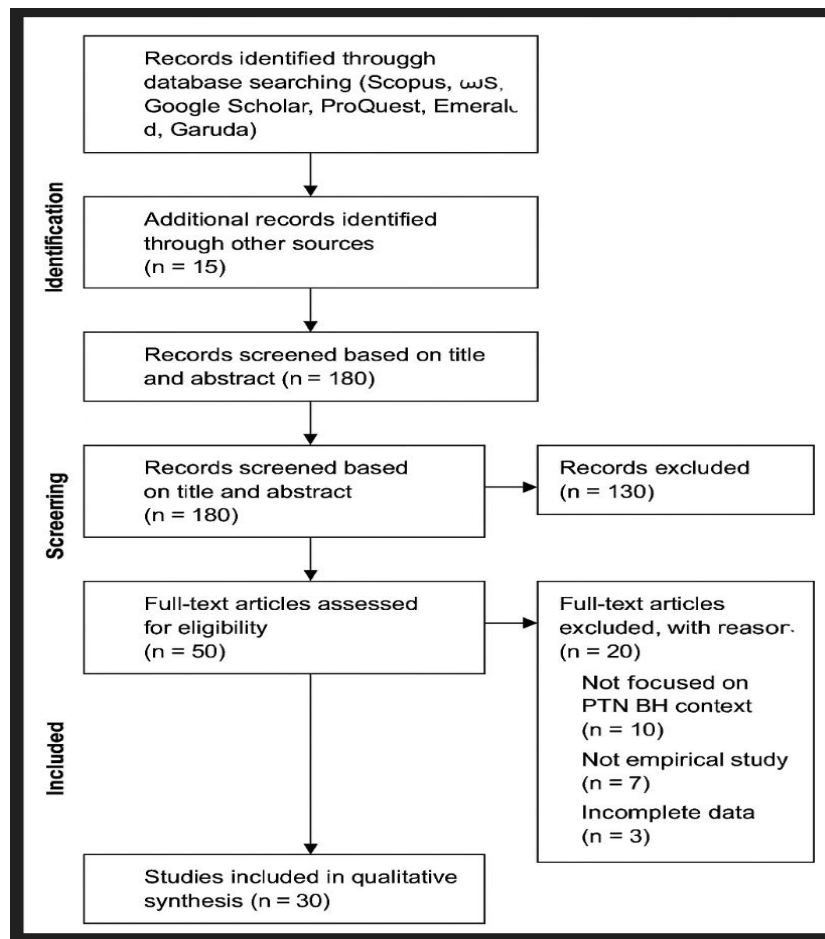 Records identified througgh
database searching (Scopus, ωS,
Google Scholar, ProQuest, Emeral
d, Garuda)
Identification
Additional records identified
through other sources
(n = 15)
Records screened based on title
and abstract (n = 180)
Screening
Records screened based
on title and abstract
(n = 180)
Records excluded
(n = 130)
Full-text articles assessed
for eligibility
(n = 50)
Full-text articles
excluded, with reason
(n = 20)
Not focused on
PTN BH context
(n = 10)
Not empirical study
(n = 7)
Incomplete data
(n = 3)
Included
Studies included in qualitative
synthesis (n = 30)